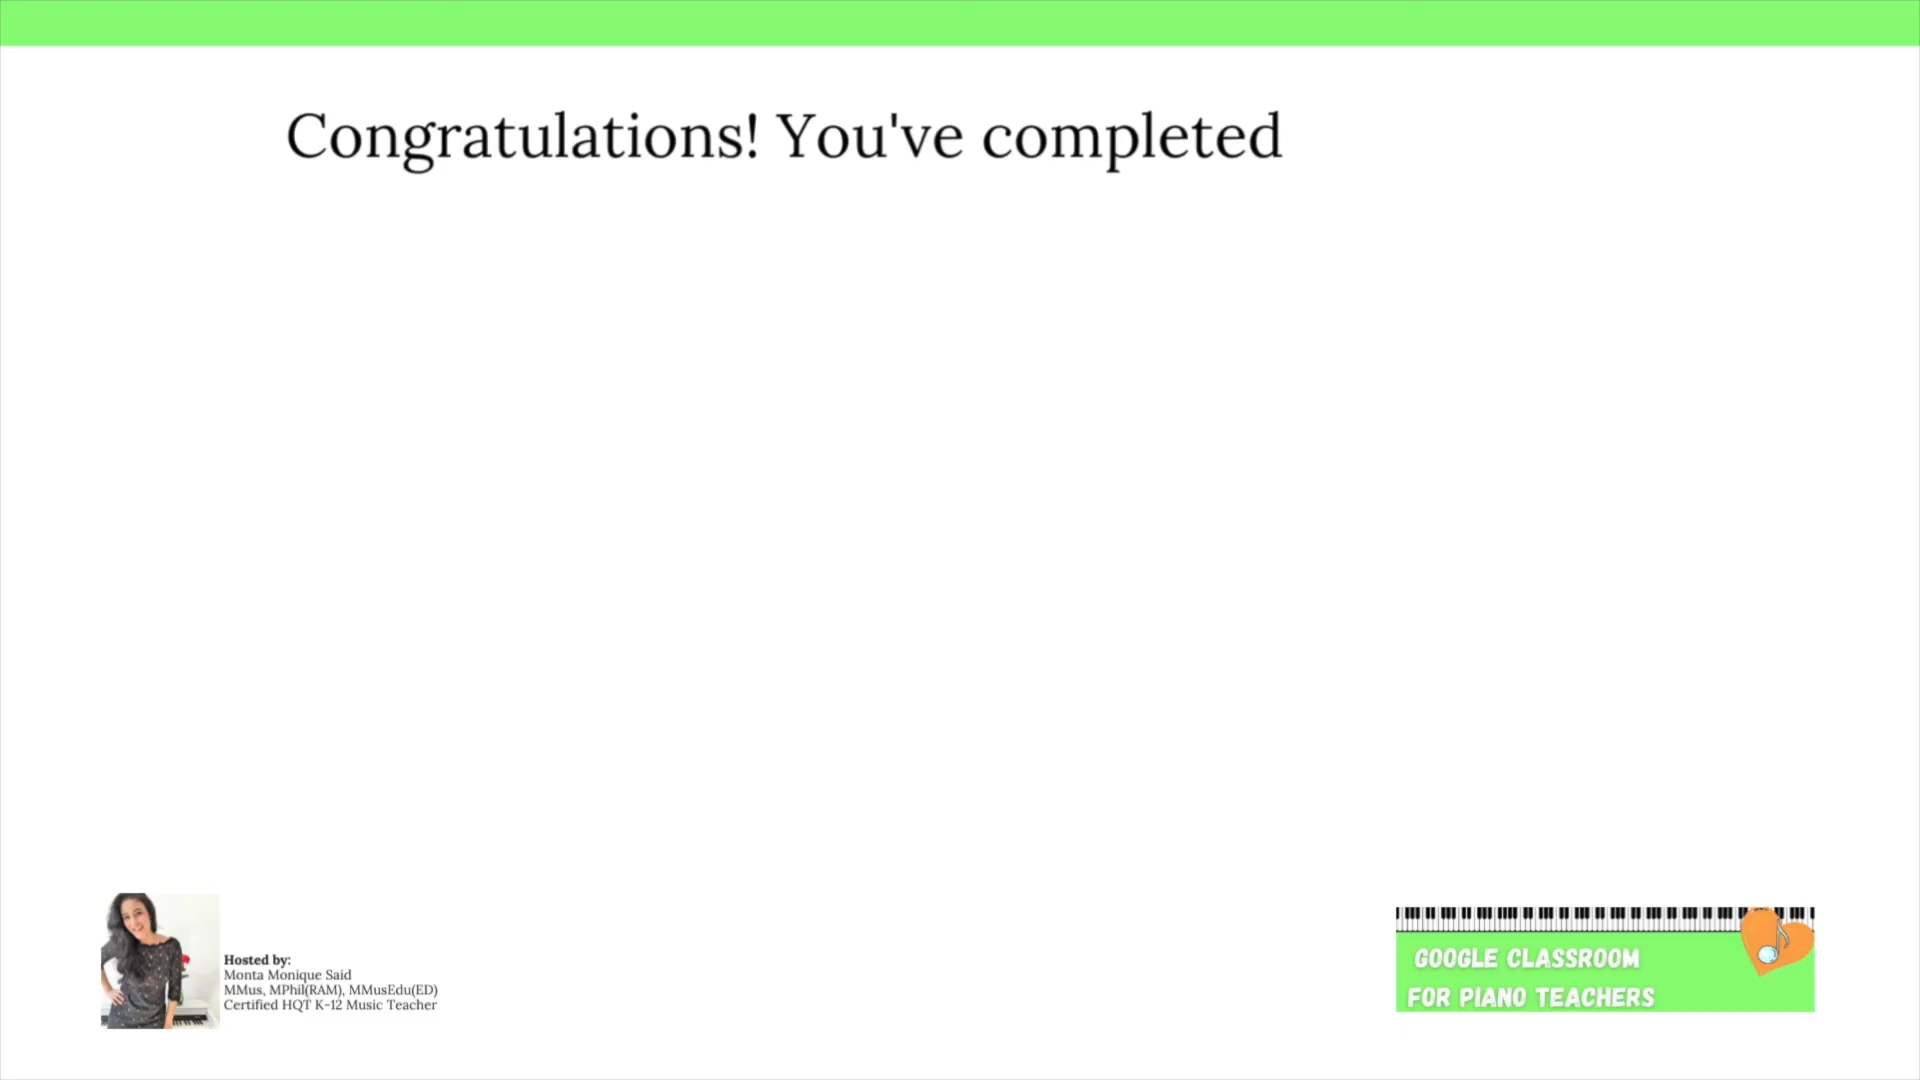 Congratulations! You've completed
Hosted by:
Monta Monique Said
MMus, MPhil(RAM), MMusEdu(ED)
Certified HQT K-12 Music Teacher
GOOGLE CLASSROOM
FOR PIANO TEACHERS